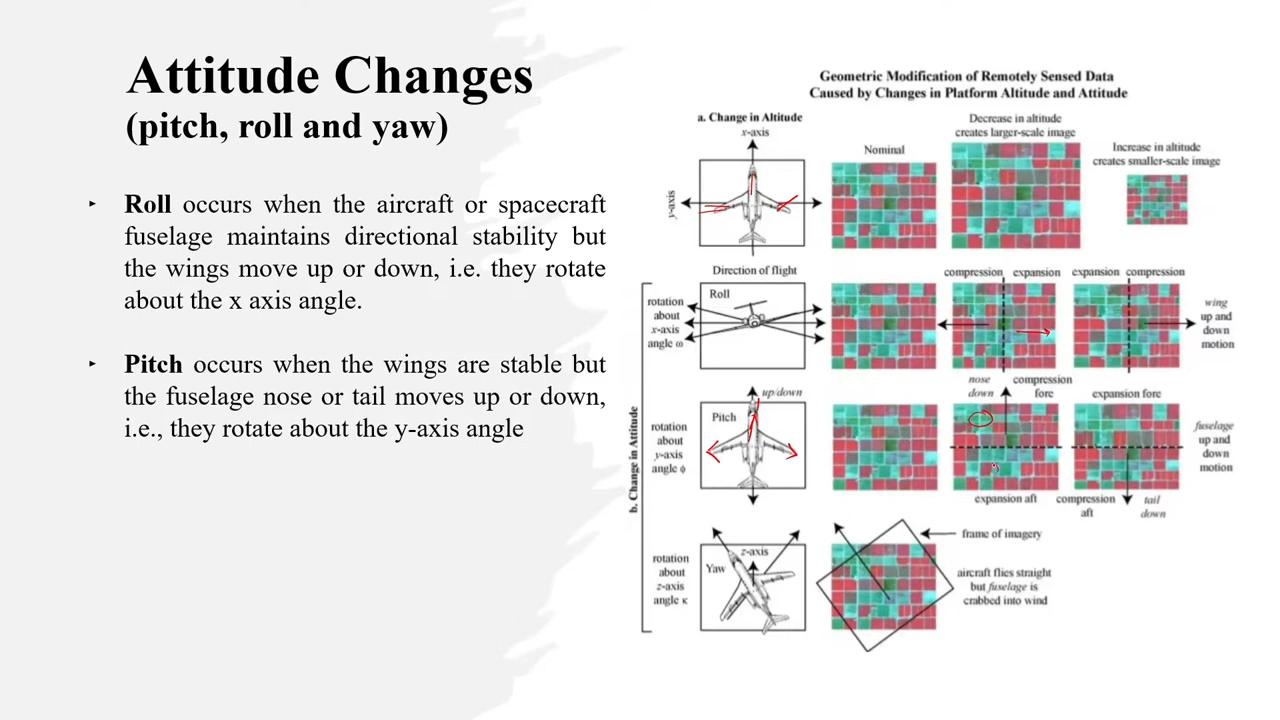 Attitude Changes
(pitch, roll and yaw)
‣ Roll occurs when the aircraft or spacecraft
fuselage maintains directional stability but
the wings move up or down, i.e. they rotate
about the x axis angle.
‣ Pitch occurs when the wings are stable but
the fuselage nose or tail moves up or down,
i.e., they rotate about the y-axis angle
Geometric Modification of Remotely Sensed Data
Caused by Changes in Platform Altitude and Attitude
a. Change in Altitude
x-axis
y-axis
Nominal
Decrease in altitude
creates larger-scale image
Increase in altitude
creates smaller-scale image
Direction of flight
b. Change in Attitude
rotation
about
x-axis
angle ω
Roll
compression
expansion
expansion
compression
wing
up and
down
motion
rotation
about
y-axis
angle ϕ
up/down
Pitch
nose
down
compression
fore
expansion aft
expansion fore
compression
aft
tail
down
fuselage
up and
down
motion
rotation
about
z-axis
angle κ
z-axis
Yaw
frame of imagery
aircraft flies straight
but fuselage is
crabbed into wind